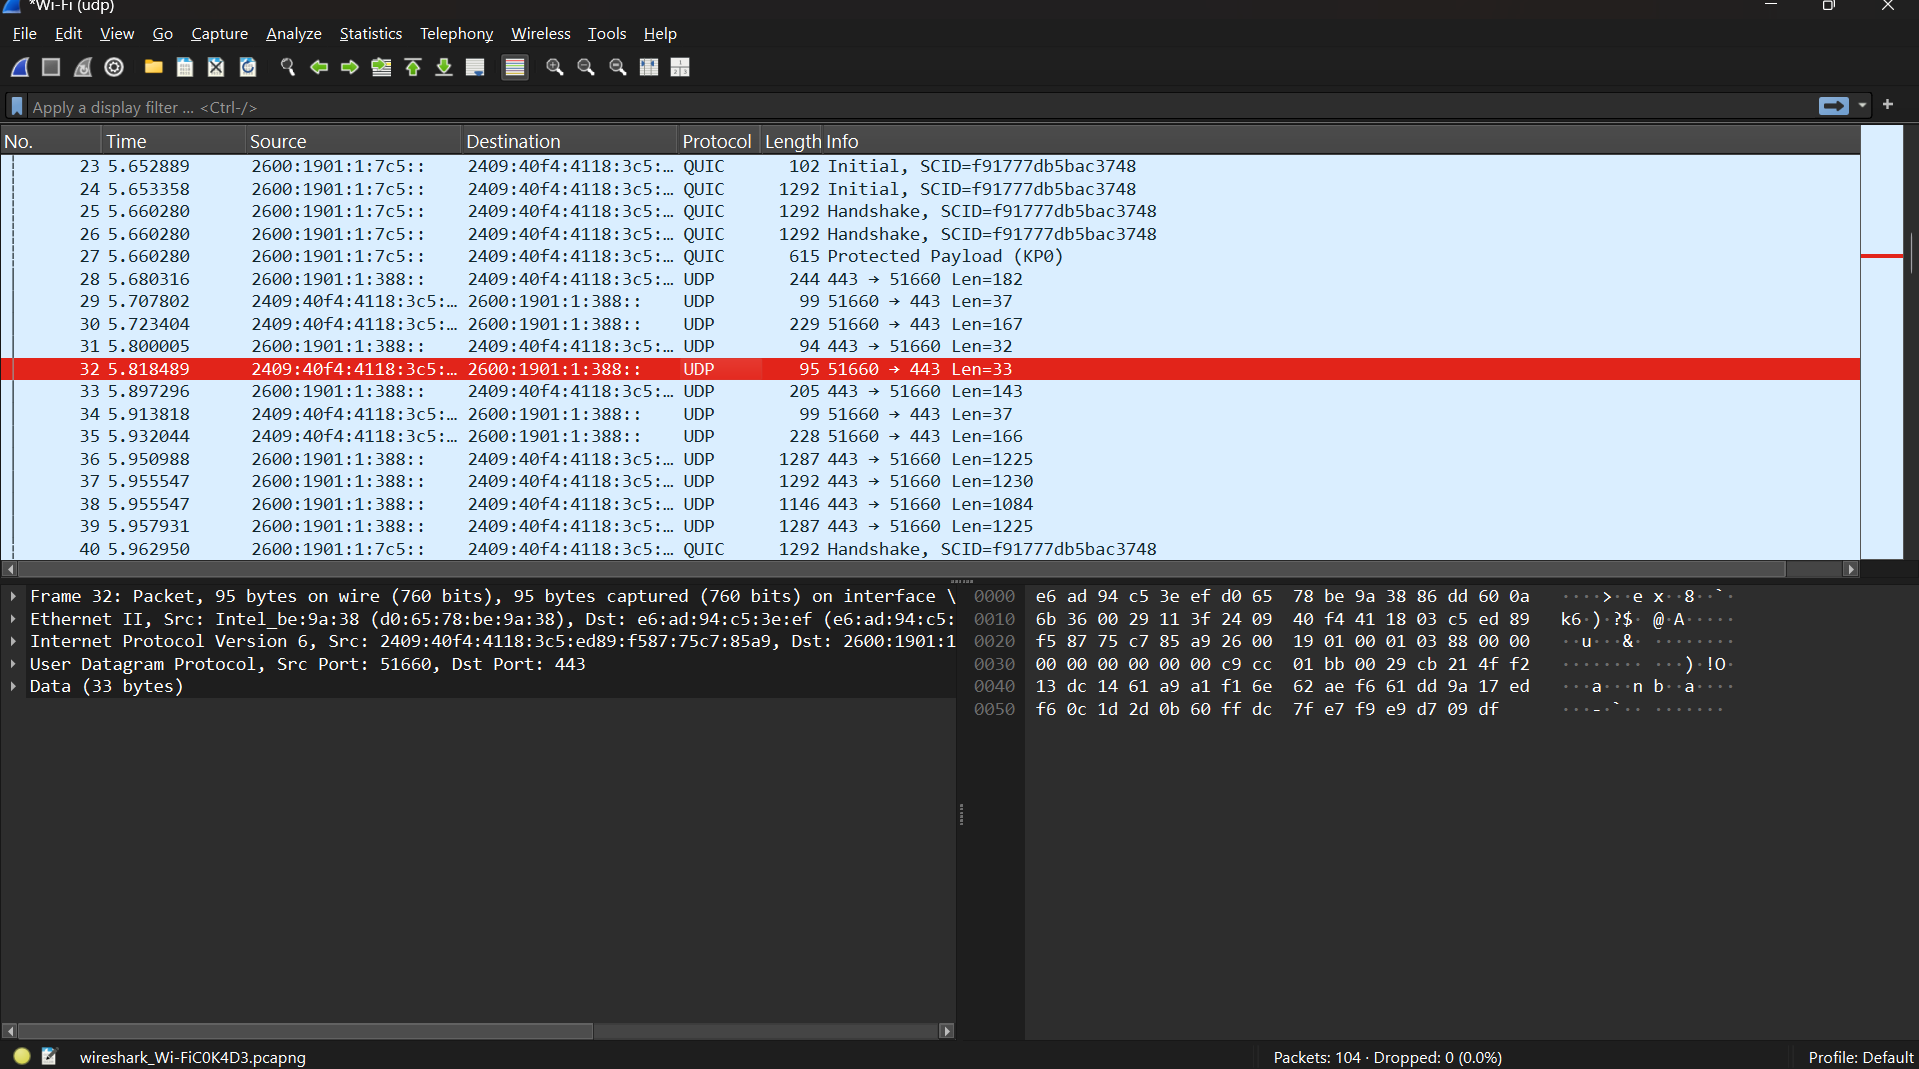 *Wi-Fi (udp)
File Edit View Go Capture Analyze Statistics Telephony Wireless Tools Help
Apply a display filter ... <Ctrl-/>
No. Time Source Destination Protocol Length Info
23 5.652889 2600:1901:1:7c5:: 2409:40f4:4118:3c5:… QUIC 102 Initial, SCID=f91777db5bac3748
24 5.653358 2600:1901:1:7c5:: 2409:40f4:4118:3c5:… QUIC 1292 Initial, SCID=f91777db5bac3748
25 5.660280 2600:1901:1:7c5:: 2409:40f4:4118:3c5:… QUIC 1292 Handshake, SCID=f91777db5bac3748
26 5.660280 2600:1901:1:7c5:: 2409:40f4:4118:3c5:… QUIC 1292 Handshake, SCID=f91777db5bac3748
27 5.660280 2600:1901:1:7c5:: 2409:40f4:4118:3c5:… QUIC 615 Protected Payload (KP0)
28 5.680316 2600:1901:1:388:: 2409:40f4:4118:3c5:… UDP 244 443 → 51660 Len=182
29 5.707802 2409:40f4:4118:3c5:… 2600:1901:1:388:: UDP 99 51660 → 443 Len=37
30 5.723404 2409:40f4:4118:3c5:… 2600:1901:1:388:: UDP 229 51660 → 443 Len=167
31 5.800005 2600:1901:1:388:: 2409:40f4:4118:3c5:… UDP 94 443 → 51660 Len=32
32 5.818489 2409:40f4:4118:3c5:… 2600:1901:1:388:: UDP 95 51660 → 443 Len=33
33 5.897296 2600:1901:1:388:: 2409:40f4:4118:3c5:… UDP 205 443 → 51660 Len=143
34 5.913818 2409:40f4:4118:3c5:… 2600:1901:1:388:: UDP 99 51660 → 443 Len=37
35 5.932044 2409:40f4:4118:3c5:… 2600:1901:1:388:: UDP 228 51660 → 443 Len=166
36 5.950988 2600:1901:1:388:: 2409:40f4:4118:3c5:… UDP 1287 443 → 51660 Len=1225
37 5.955547 2600:1901:1:388:: 2409:40f4:4118:3c5:… UDP 1292 443 → 51660 Len=1230
38 5.955547 2600:1901:1:388:: 2409:40f4:4118:3c5:… UDP 1146 443 → 51660 Len=1084
39 5.957931 2600:1901:1:388:: 2409:40f4:4118:3c5:… UDP 1287 443 → 51660 Len=1225
40 5.962950 2600:1901:1:7c5:: 2409:40f4:4118:3c5:… QUIC 1292 Handshake, SCID=f91777db5bac3748
Frame 32: Packet, 95 bytes on wire (760 bits), 95 bytes captured (760 bits) on interface \
Ethernet II, Src: Intel_be:9a:38 (d0:65:78:be:9a:38), Dst: e6:ad:94:c5:3e:ef (e6:ad:94:c5:
Internet Protocol Version 6, Src: 2409:40f4:4118:3c5:ed89:f587:75c7:85a9, Dst: 2600:1901:1
User Datagram Protocol, Src Port: 51660, Dst Port: 443
Data (33 bytes)
0000 e6 ad 94 c5 3e ef d0 65 78 be 9a 38 86 dd 60 0a ····>··e x··8··`·
0010 6b 36 00 29 11 3f 24 09 40 f4 41 18 03 c5 ed 89 k6·)·?$· @·A·····
0020 f5 87 75 c7 85 a9 26 00 19 01 00 01 03 88 00 00 ··u···&· ········
0030 00 00 00 00 00 00 c9 cc 01 bb 00 29 cb 21 4f f2 ········ ···)·!O·
0040 13 dc 14 61 a9 a1 f1 6e 62 ae f6 61 dd 9a 17 ed ···a···n b··a····
0050 f6 0c 1d 2d 0b 60 ff dc 7f e7 f9 e9 d7 09 df ···-·`·· ·······
wireshark_Wi-FiC0K4D3.pcapng
Packets: 104 · Dropped: 0 (0.0%)
Profile: Default